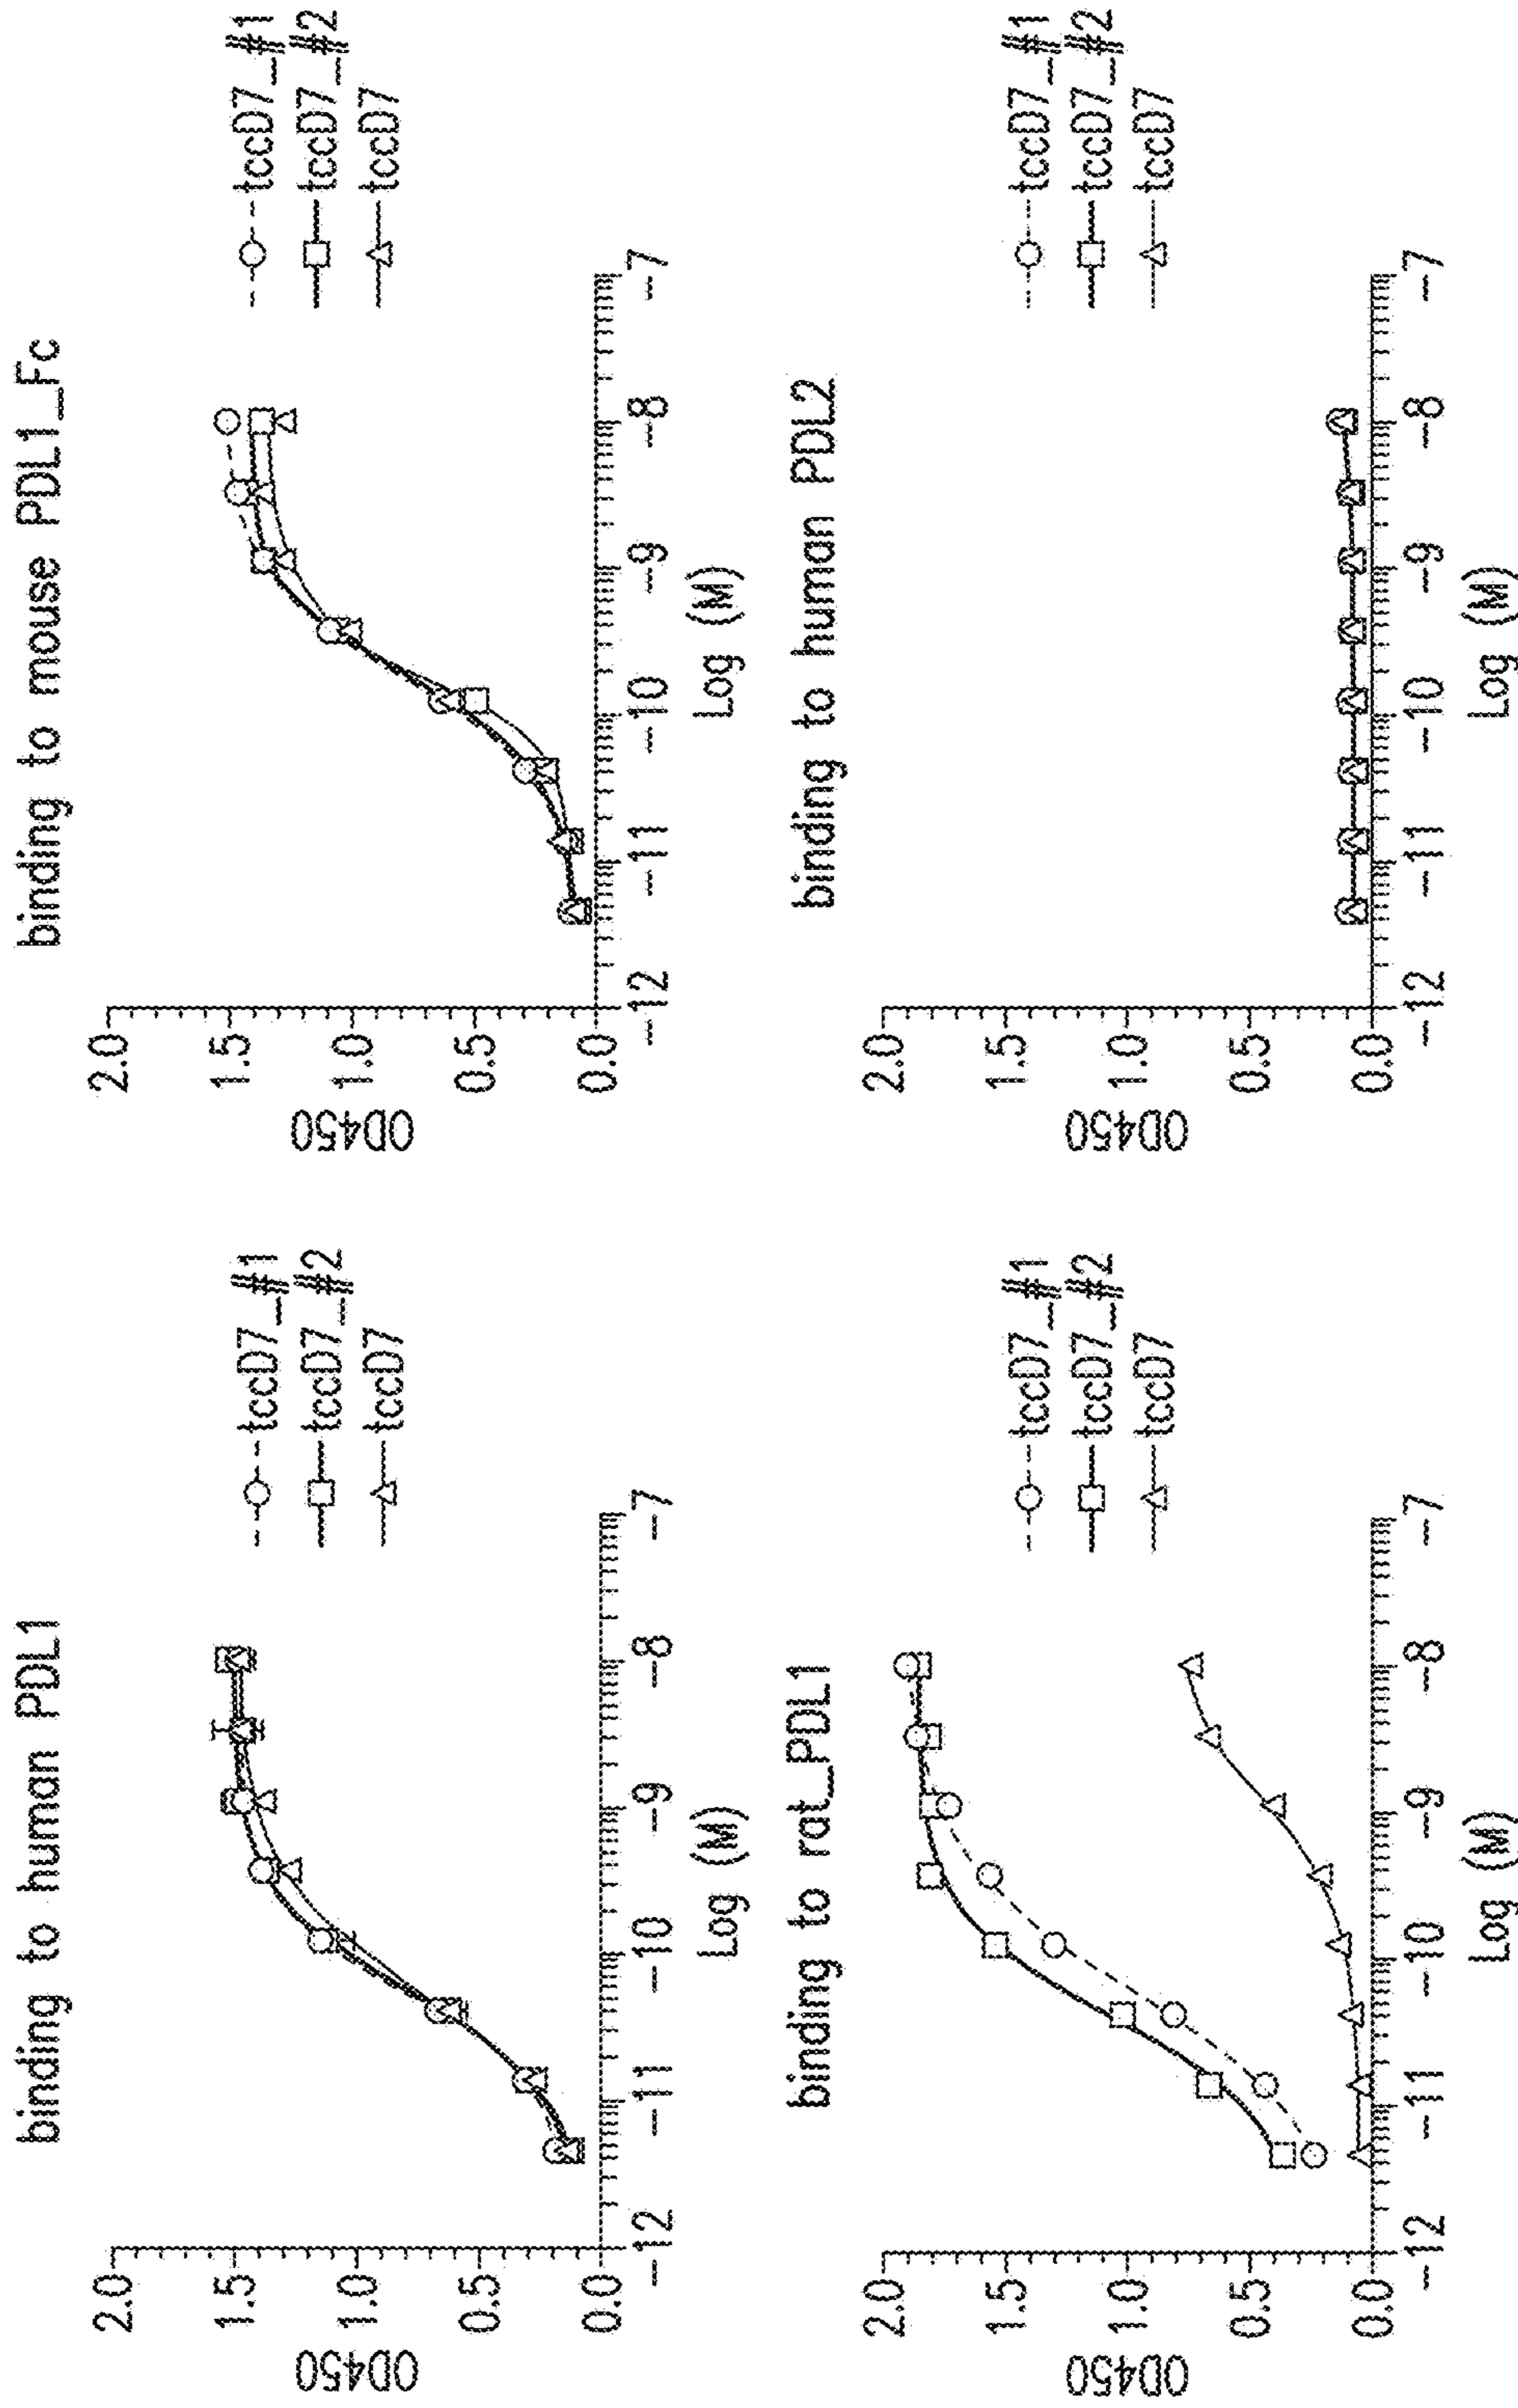 binding to human PDL1
OD450
2.0
1.5
1.0
0.5
0.0
-12
-11
-10
-9
-8
-7
Log (M)
tccD7_#1
tccD7_#2
tccD7
binding to mouse PDL1_Fc
OD450
2.0
1.5
1.0
0.5
0.0
-12
-11
-10
-9
-8
-7
Log (M)
tccD7_#1
tccD7_#2
tccD7
binding to rat_PDL1
OD450
2.0
1.5
1.0
0.5
0.0
-12
-11
-10
-9
-8
-7
Log (M)
tccD7_#1
tccD7_#2
tccD7
binding to human PDL2
OD450
2.0
1.5
1.0
0.5
0.0
-12
-11
-10
-9
-8
-7
Log (M)
tccD7_#1
tccD7_#2
tccD7